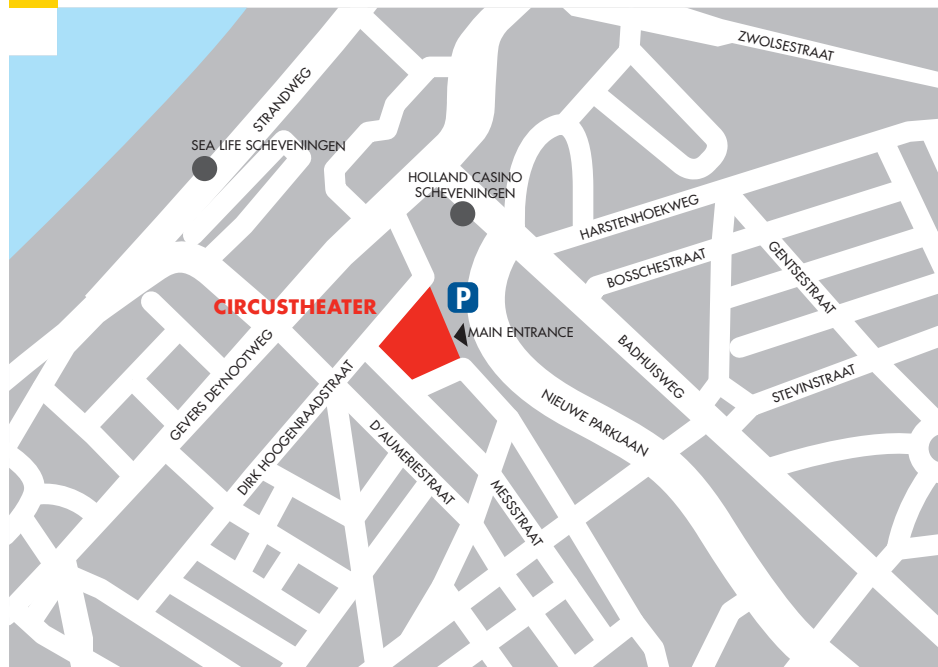 ZWOLSESTRAAT
STRANDWEG
SEA LIFE SCHEVENINGEN
HOLLAND CASINO
SCHEVENINGEN
HARSTENHOEKWEG
BOSSCHESTRAAT
GENTSESTRAAT
CIRCUSTHEATER
P
MAIN ENTRANCE
GEVERS DEYNOOTWEG
BADHUISWEG
STEVINSTRAAT
DIRK HOOGENRAADSTRAAT
NIEUWE PARKLAAN
D'AUMERIESTRAAT
MESSSTRAAT